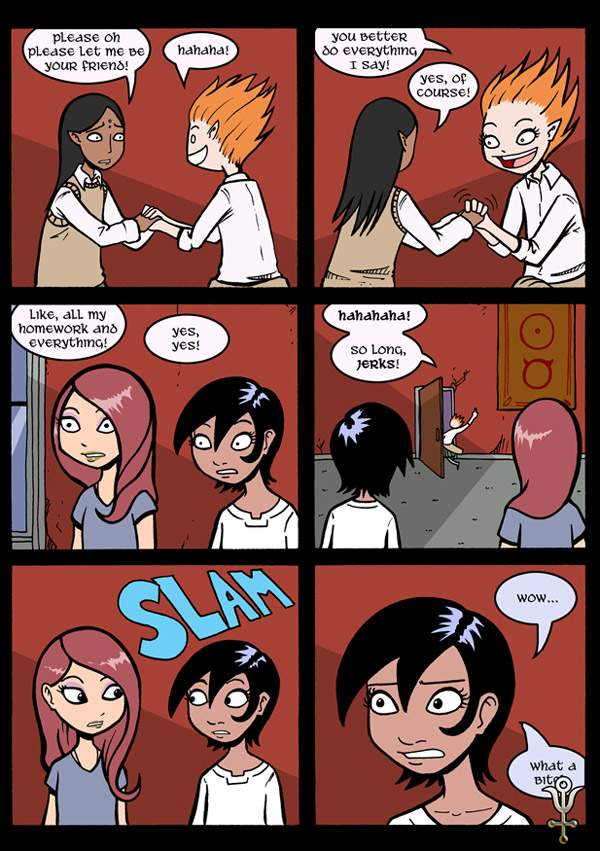 please oh
please let me be
your friend!
hahaha!
you better
do everything
I say!
yes, of
course!
Like, all my
homework and
everything!
yes,
yes!
hahahaha!
so long,
jerks!
SLAM
wow...
what a